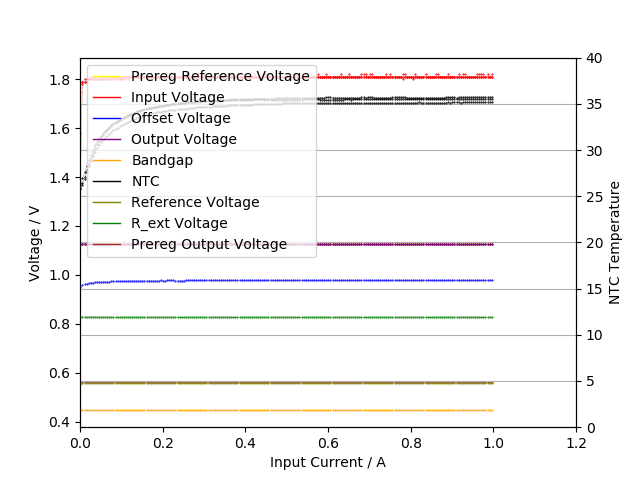 1.8
1.6
1.4
1.2
1.0
0.8
0.6
0.4
Voltage / V
Prereg Reference Voltage
Input Voltage
Offset Voltage
Output Voltage
Bandgap
NTC
Reference Voltage
R_ext Voltage
Prereg Output Voltage
40
35
30
25
20
15
10
5
0
NTC Temperature
0.0 0.2 0.4 0.6 0.8 1.0 1.2
Input Current / A